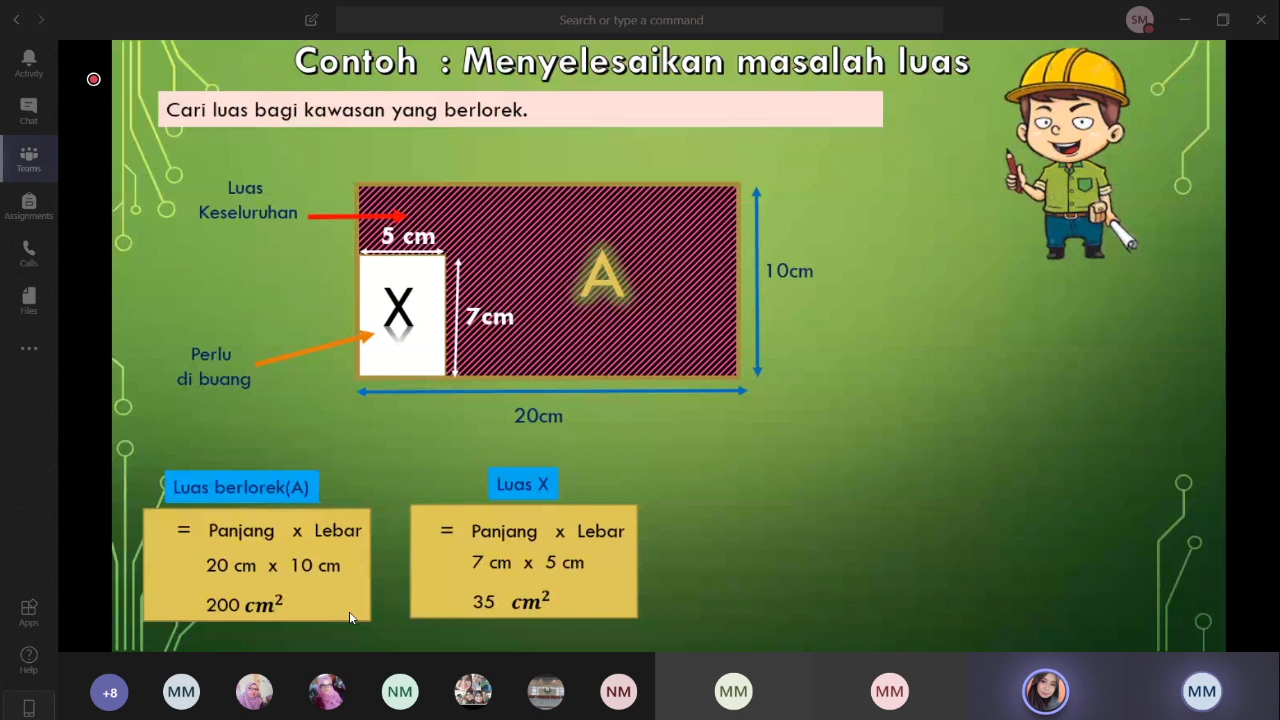 Search or type a command
SM
Activity
Chat
Teams
Assignments
Calls
Files
Apps
Help
Contoh : Menyelesaikan masalah luas
Cari luas bagi kawasan yang berlorek.
Luas
Keseluruhan
5 cm
X
7cm
A
10cm
Perlu
di buang
20cm
Luas berlorek(A)
= Panjang x Lebar
20 cm x 10 cm
200 cm²
Luas X
= Panjang x Lebar
7 cm x 5 cm
35 cm²
+8
MM
NM
NM
MM
MM
MM